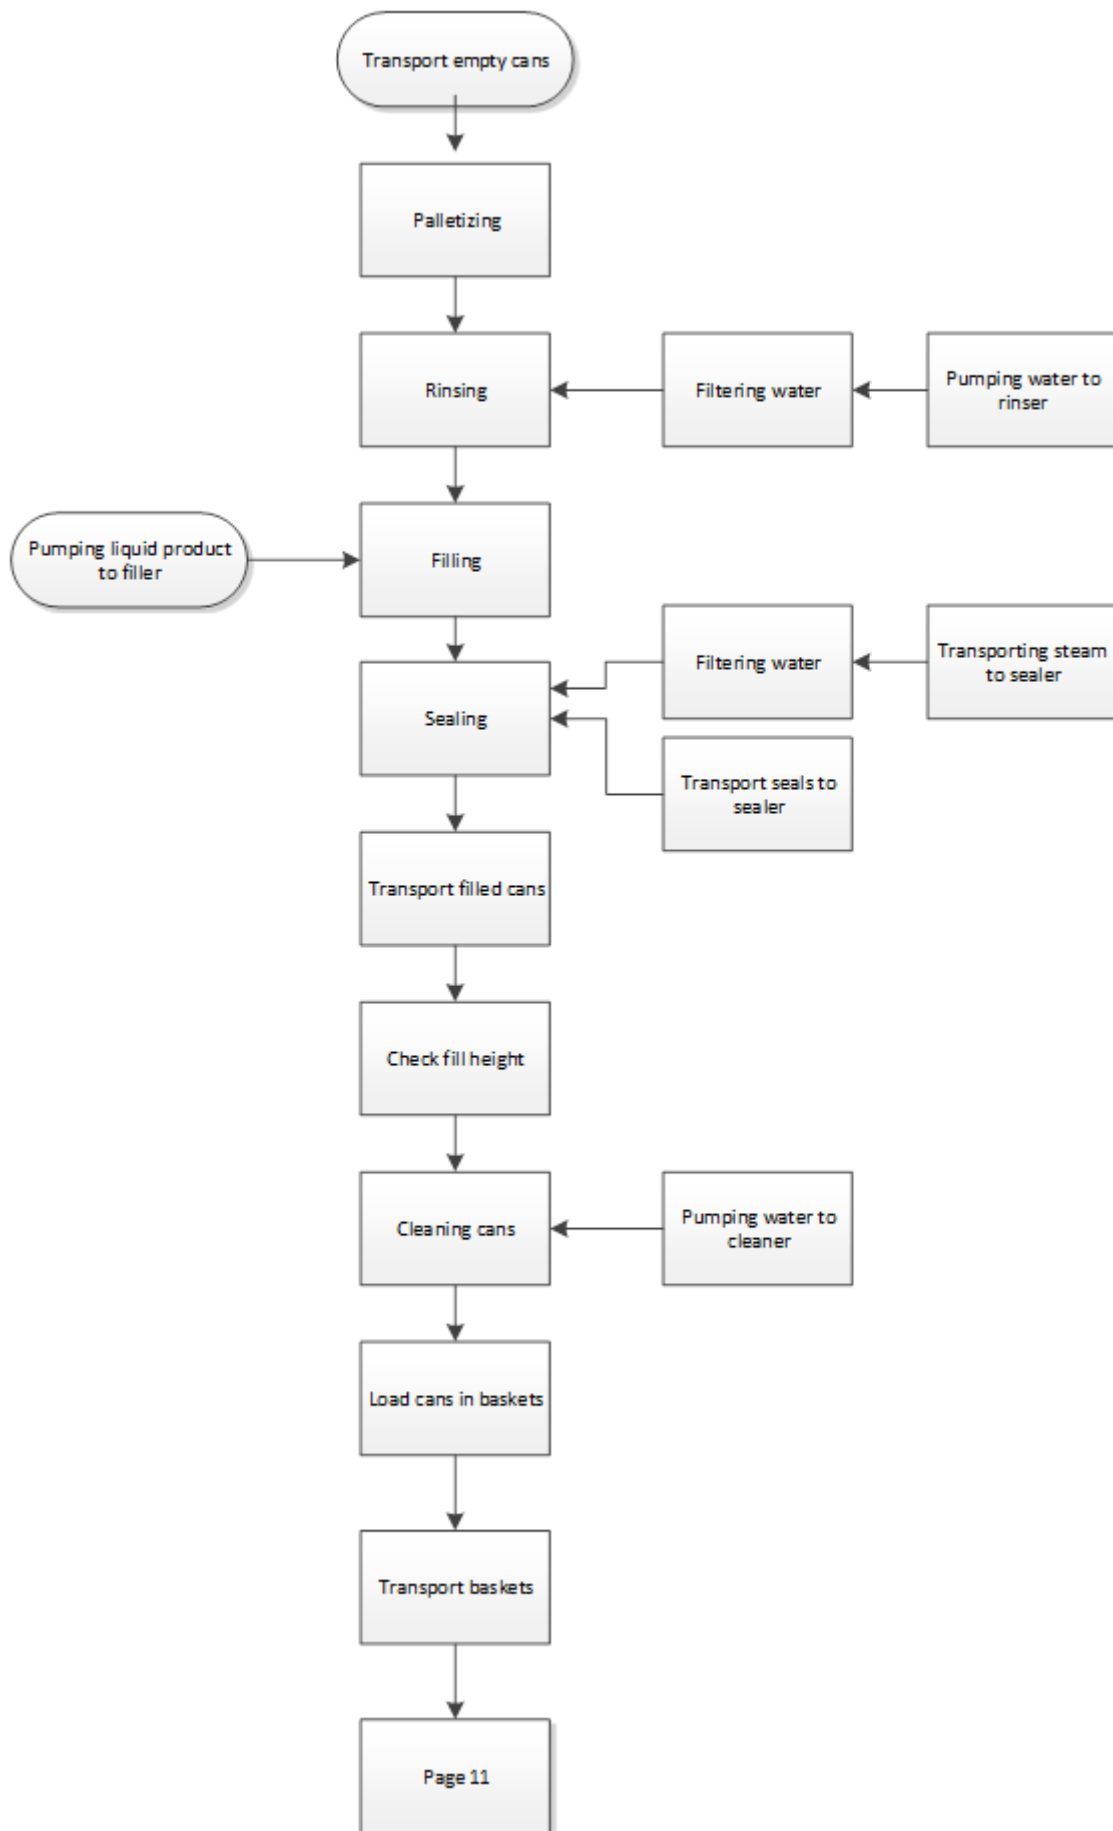 Transport empty cans
Palletizing
Rinsing
Filtering water
Pumping water to
rinser
Pumping liquid product
to filler
Filling
Sealing
Filtering water
Transporting steam
to sealer
Transport seals to
sealer
Transport filled cans
Check fill height
Cleaning cans
Pumping water to
cleaner
Load cans in baskets
Transport baskets
Page 11